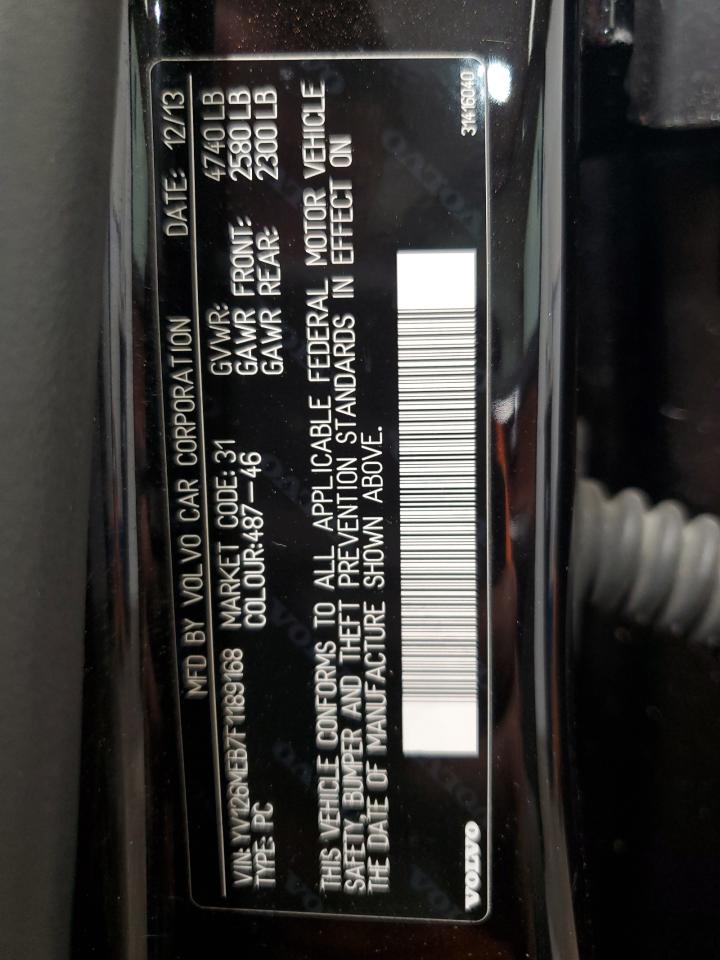 MFD BY VOLVO CAR CORPORATION DATE: 12/13
VIN: YV126MEB7F1189168 MARKET CODE: 31 GVWR: 4740 LB
TYPE: PC COLOUR:487-46 GAWR FRONT: 2580 LB
GAWR REAR: 2300 LB
THIS VEHICLE CONFORMS TO ALL APPLICABLE FEDERAL MOTOR VEHICLE
SAFETY, BUMPER AND THEFT PREVENTION STANDARDS IN EFFECT ON
THE DATE OF MANUFACTURE SHOWN ABOVE.
VOLVO 31416040